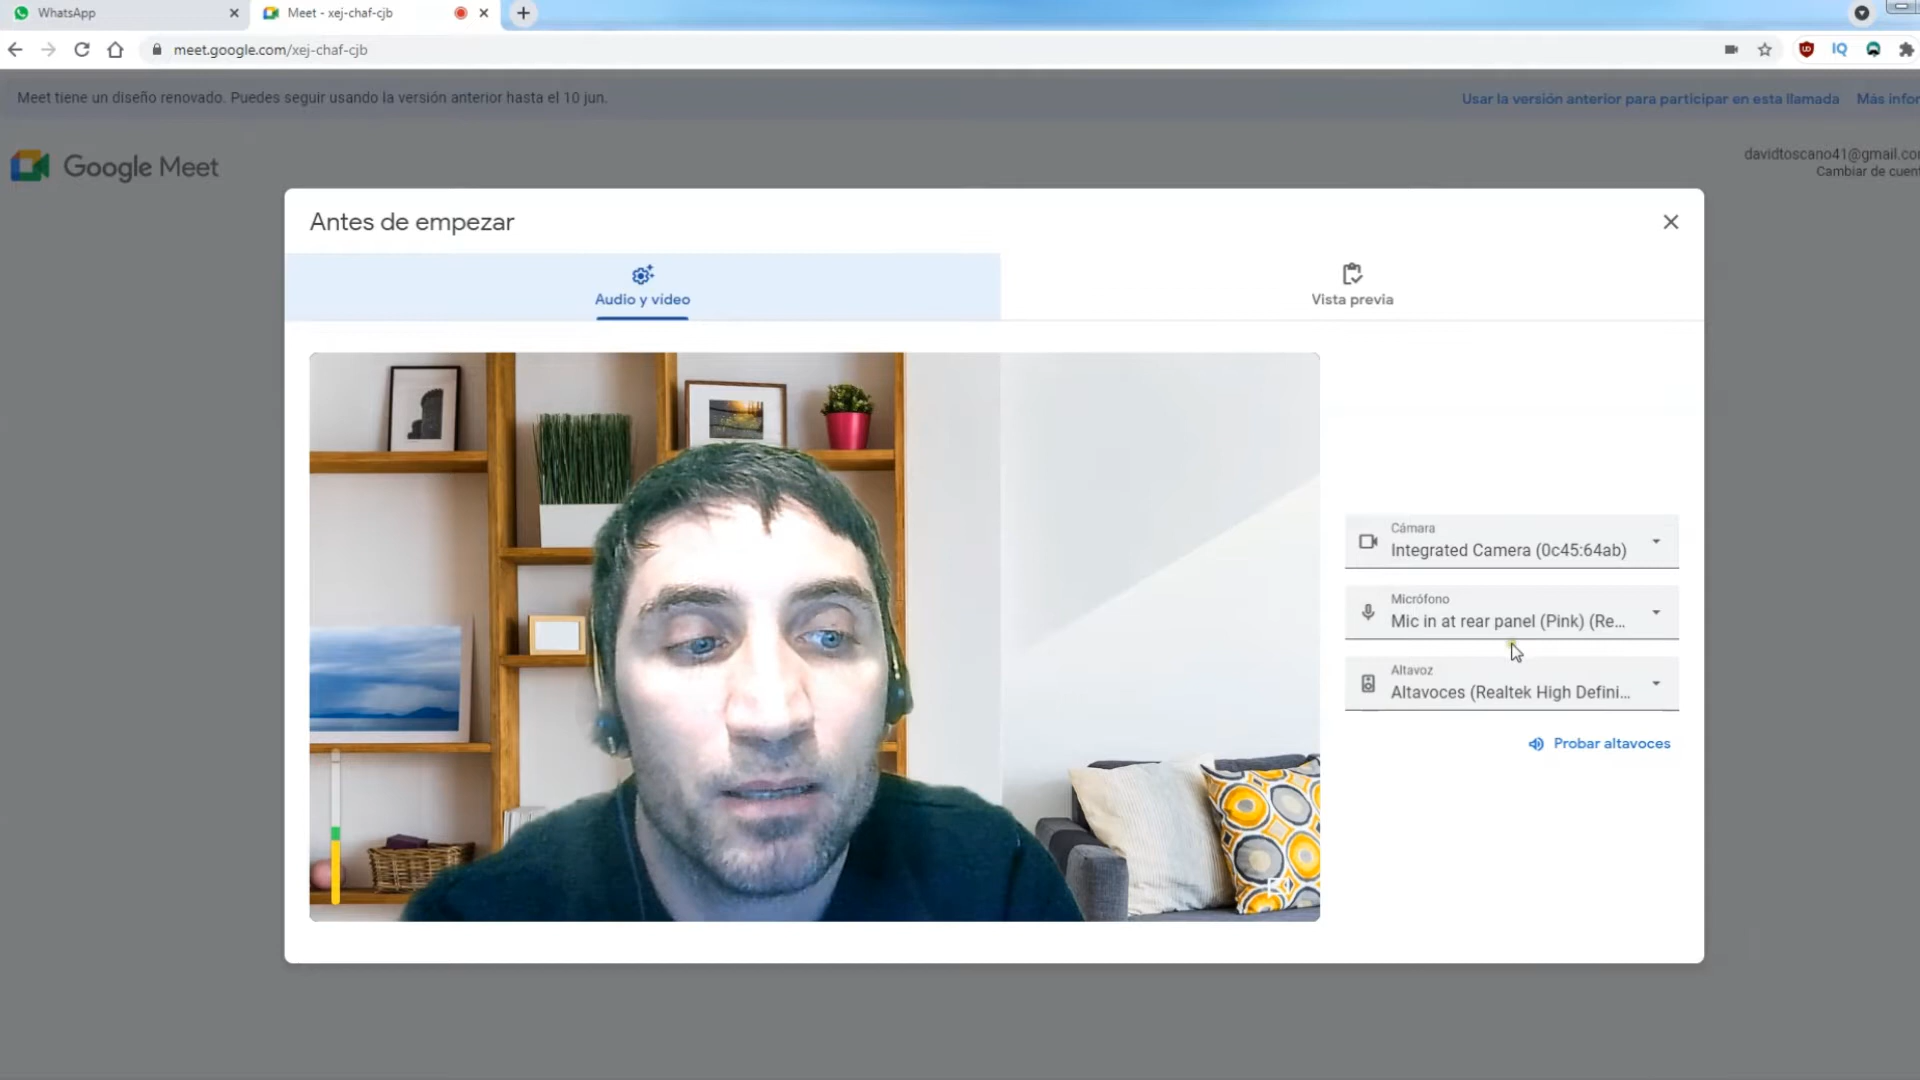 WhatsApp
Meet - xej-chaf-cjb
meet.google.com/xej-chaf-cjb
IQ
Meet tiene un diseño renovado. Puedes seguir usando la versión anterior hasta el 10 jun.
Usar la versión anterior para participar en esta llamada Más infor
Google Meet
davidtoscano41@gmail.co
Cambiar de cuent
Antes de empezar
Audio y video
Vista previa
Cámara
Integrated Camera (0c45:64ab)
Micrófono
Mic in at rear panel (Pink) (Re...
Altavoz
Altavoces (Realtek High Defini...
Probar altavoces